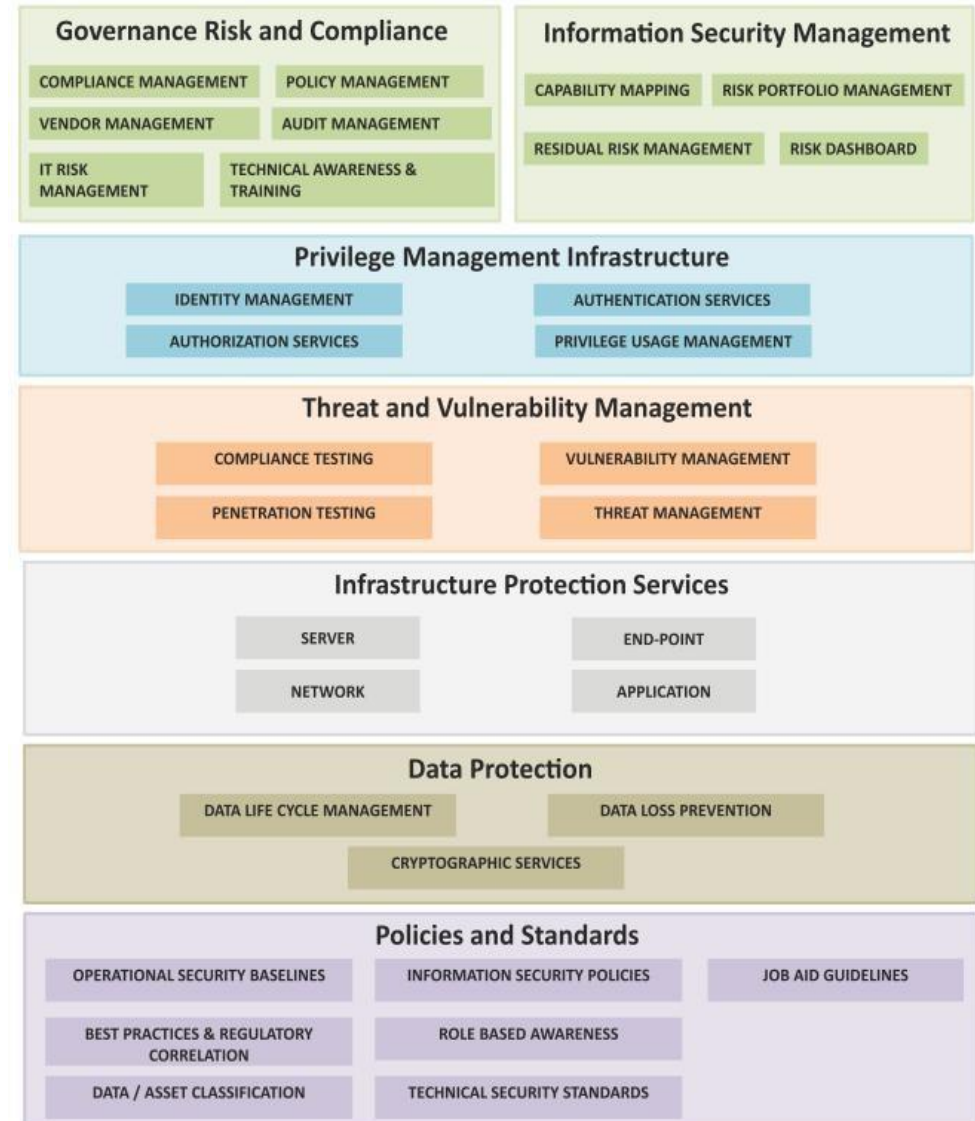 Governance Risk and Compliance
COMPLIANCE MANAGEMENT
POLICY MANAGEMENT
VENDOR MANAGEMENT
AUDIT MANAGEMENT
IT RISK
MANAGEMENT
TECHNICAL AWARENESS &
TRAINING
Information Security Management
CAPABILITY MAPPING
RISK PORTFOLIO MANAGEMENT
RESIDUAL RISK MANAGEMENT
RISK DASHBOARD
Privilege Management Infrastructure
IDENTITY MANAGEMENT
AUTHENTICATION SERVICES
AUTHORIZATION SERVICES
PRIVILEGE USAGE MANAGEMENT
Threat and Vulnerability Management
COMPLIANCE TESTING
VULNERABILITY MANAGEMENT
PENETRATION TESTING
THREAT MANAGEMENT
Infrastructure Protection Services
SERVER
END-POINT
NETWORK
APPLICATION
Data Protection
DATA LIFE CYCLE MANAGEMENT
DATA LOSS PREVENTION
CRYPTOGRAPHIC SERVICES
Policies and Standards
OPERATIONAL SECURITY BASELINES
INFORMATION SECURITY POLICIES
JOB AID GUIDELINES
BEST PRACTICES & REGULATORY
CORRELATION
ROLE BASED AWARENESS
DATA / ASSET CLASSIFICATION
TECHNICAL SECURITY STANDARDS